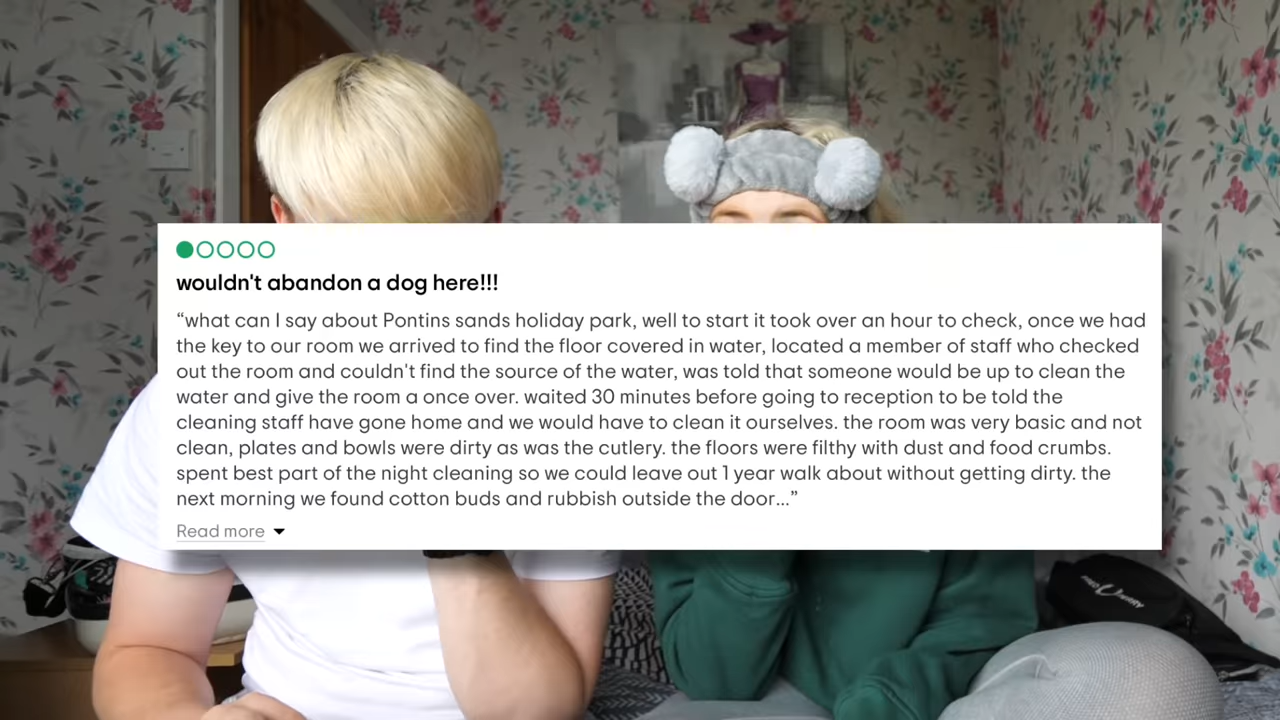 wouldn't abandon a dog here!!!
“what can I say about Pontins sands holiday park, well to start it took over an hour to check, once we had
the key to our room we arrived to find the floor covered in water, located a member of staff who checked
out the room and couldn't find the source of the water, was told that someone would be up to clean the
water and give the room a once over. waited 30 minutes before going to reception to be told the
cleaning staff have gone home and we would have to clean it ourselves. the room was very basic and not
clean, plates and bowls were dirty as was the cutlery. the floors were filthy with dust and food crumbs.
spent best part of the night cleaning so we could leave out 1 year walk about without getting dirty. the
next morning we found cotton buds and rubbish outside the door...”
Read more